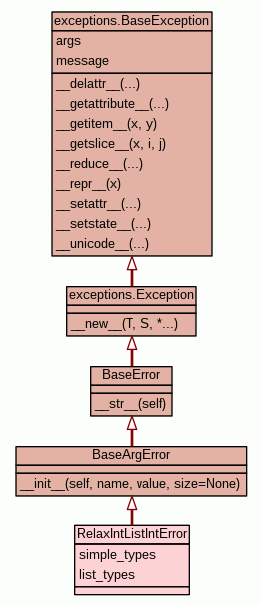 exceptions.BaseException
args
message
__delattr__(...)
__getattribute__(...)
__getitem__(x, y)
__getslice__(x, i, j)
__reduce__(...)
__repr__(x)
__setattr__(...)
__setstate__(...)
__unicode__(...)
exceptions.Exception
__new__(T, S, *...)
BaseError
__str__(self)
BaseArgError
__init__(self, name, value, size=None)
RelaxIntListIntError
simple_types
list_types